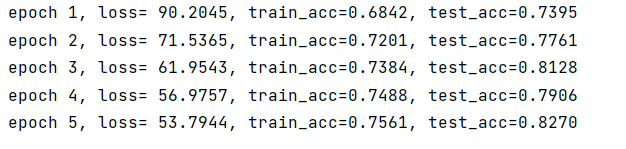 epoch 1, loss= 90.2045, train_acc=0.6842, test_acc=0.7395
epoch 2, loss= 71.5365, train_acc=0.7201, test_acc=0.7761
epoch 3, loss= 61.9543, train_acc=0.7384, test_acc=0.8128
epoch 4, loss= 56.9757, train_acc=0.7488, test_acc=0.7906
epoch 5, loss= 53.7944, train_acc=0.7561, test_acc=0.8270